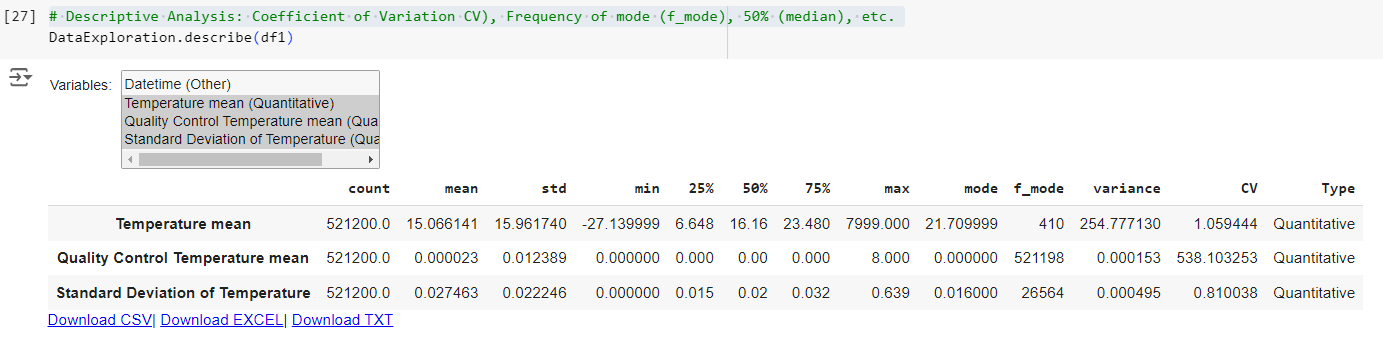 [27] # Descriptive Analysis: Coefficient of Variation CV), Frequency of mode (f_mode), 50% (median), etc.
DataExploration.describe(df1)
Variables:
Datetime (Other)
Temperature mean (Quantitative)
Quality Control Temperature mean (Qua
Standard Deviation of Temperature (Qua
count mean std min 25% 50% 75% max mode f_mode variance CV Type
Temperature mean 521200.0 15.066141 15.961740 -27.139999 6.648 16.16 23.480 7999.000 21.709999 410 254.777130 1.059444 Quantitative
Quality Control Temperature mean 521200.0 0.000023 0.012389 0.000000 0.000 0.00 0.000 8.000 0.000000 521198 0.000153 538.103253 Quantitative
Standard Deviation of Temperature 521200.0 0.027463 0.022246 0.000000 0.015 0.02 0.032 0.639 0.016000 26564 0.000495 0.810038 Quantitative
Download CSV| Download EXCEL| Download TXT